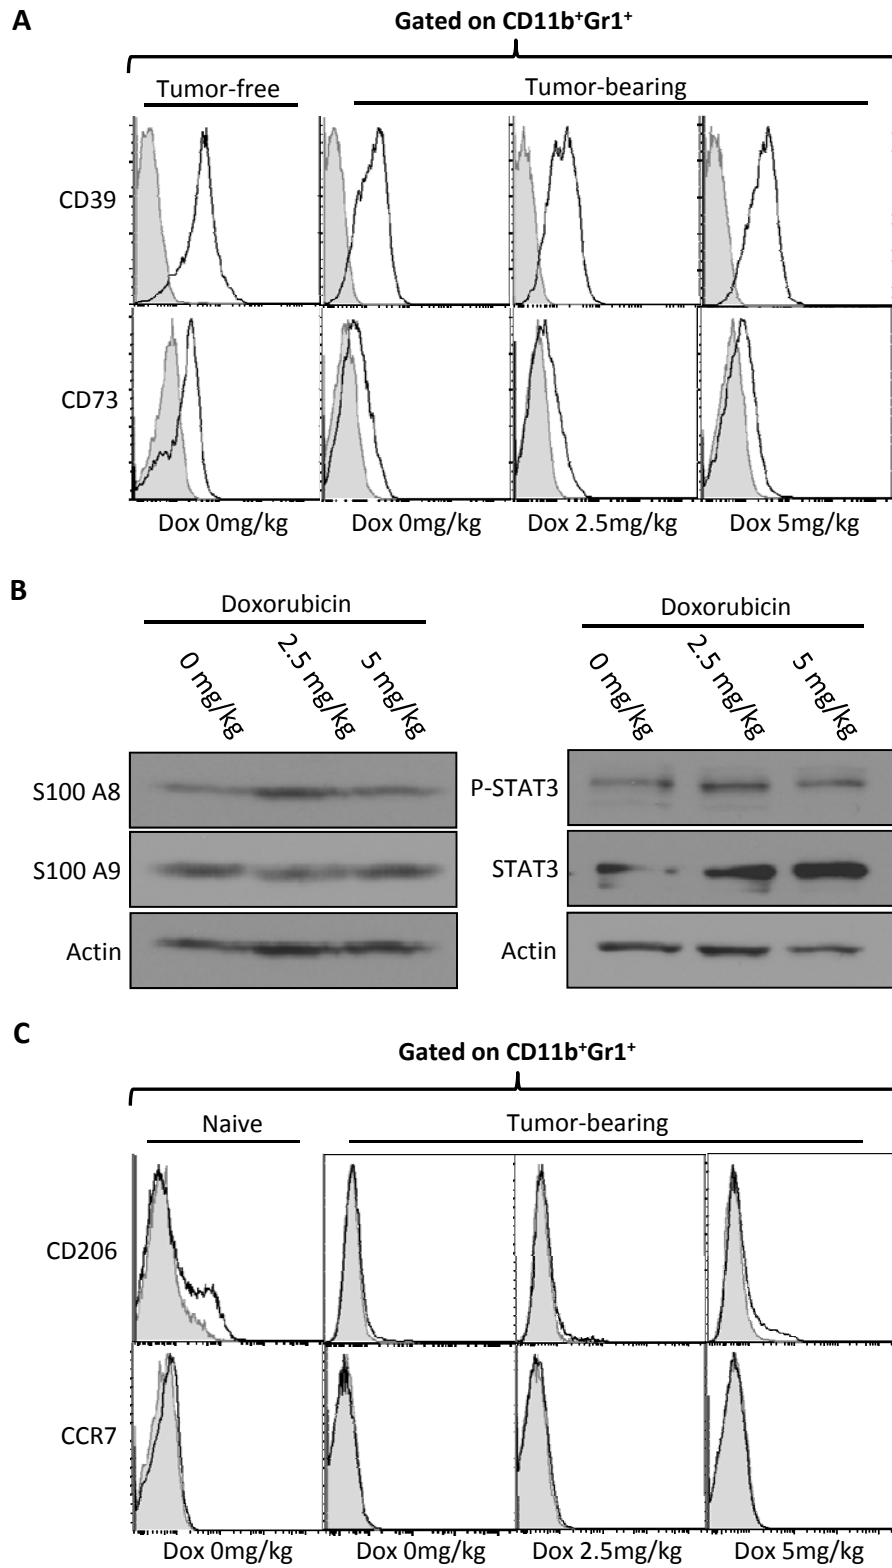 A
Gated on CD11b⁺Gr1⁺
Tumor-free Tumor-bearing
CD39
CD73
Dox 0mg/kg Dox 0mg/kg Dox 2.5mg/kg Dox 5mg/kg
B
Doxorubicin Doxorubicin
0 mg/kg 2.5 mg/kg 5 mg/kg 0 mg/kg 2.5 mg/kg 5 mg/kg
S100 A8 P-STAT3
S100 A9 STAT3
Actin Actin
C
Gated on CD11b⁺Gr1⁺
Naive Tumor-bearing
CD206
CCR7
Dox 0mg/kg Dox 0mg/kg Dox 2.5mg/kg Dox 5mg/kg